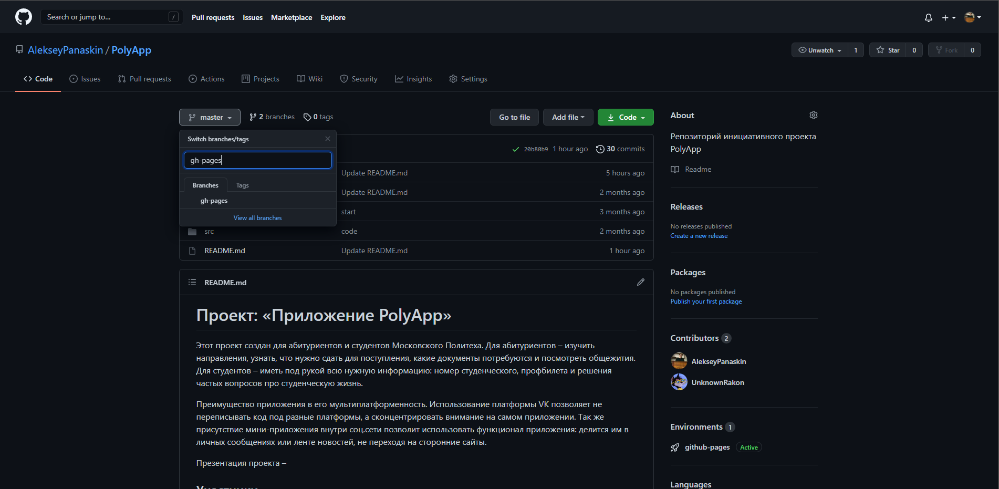 Search or jump to... /
Pull requests Issues Marketplace Explore
AlekseyPanaskin / PolyApp
Unwatch 1 Star 0 Fork 0
Code Issues Pull requests Actions Projects Wiki Security Insights Settings
master 2 branches 0 tags
Go to file Add file Code
Switch branches/tags
gh-pages
Branches Tags
gh-pages
View all branches
20b80b9 1 hour ago 30 commits
Update README.md 5 hours ago
Update README.md 2 months ago
start 3 months ago
src code 2 months ago
README.md Update README.md 1 hour ago
README.md
Проект: «Приложение PolyApp»
Этот проект создан для абитуриентов и студентов Московского Политеха. Для абитуриентов – изучить
направления, узнать, что нужно сдать для поступления, какие документы потребуются и посмотреть общежития.
Для студентов – иметь под рукой всю нужную информацию: номер студенческого, профбилета и решения
частых вопросов про студенческую жизнь.
Преимущество приложения в его мультиплатформенность. Использование платформы VK позволяет не
переписывать код под разные платформы, а сконцентрировать внимание на самом приложении. Так же
присутствие мини-приложения внутри соц.сети позволит использовать функционал приложения: делится им в
личных сообщениях или ленте новостей, не переходя на сторонние сайты.
Презентация проекта –
About
Репозиторий инициативного проекта
PolyApp
Readme
Releases
No releases published
Create a new release
Packages
No packages published
Publish your first package
Contributors 2
AlekseyPanaskin
UnknownRakon
Environments 1
github-pages Active
Languages